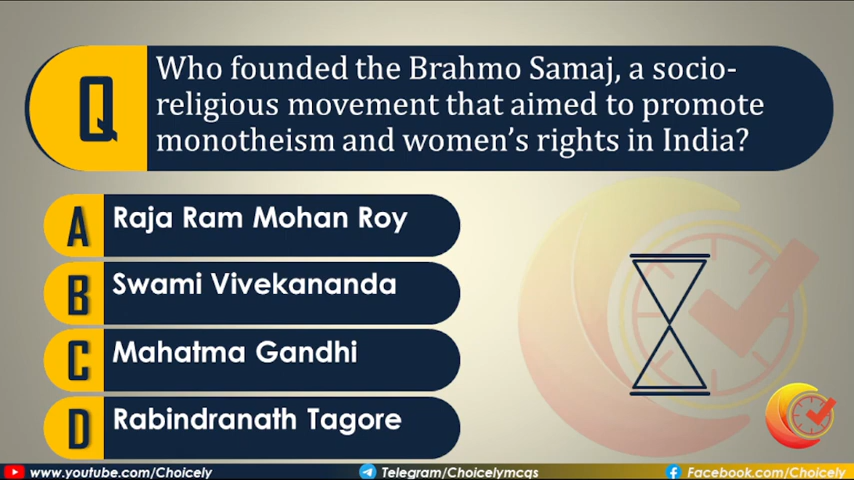 Q
Who founded the Brahmo Samaj, a socio-
religious movement that aimed to promote
monotheism and women’s rights in India?
A Raja Ram Mohan Roy
B Swami Vivekananda
C Mahatma Gandhi
D Rabindranath Tagore
www.youtube.com/Choicely Telegram/Choicelymcqs Facebook.com/Choicely